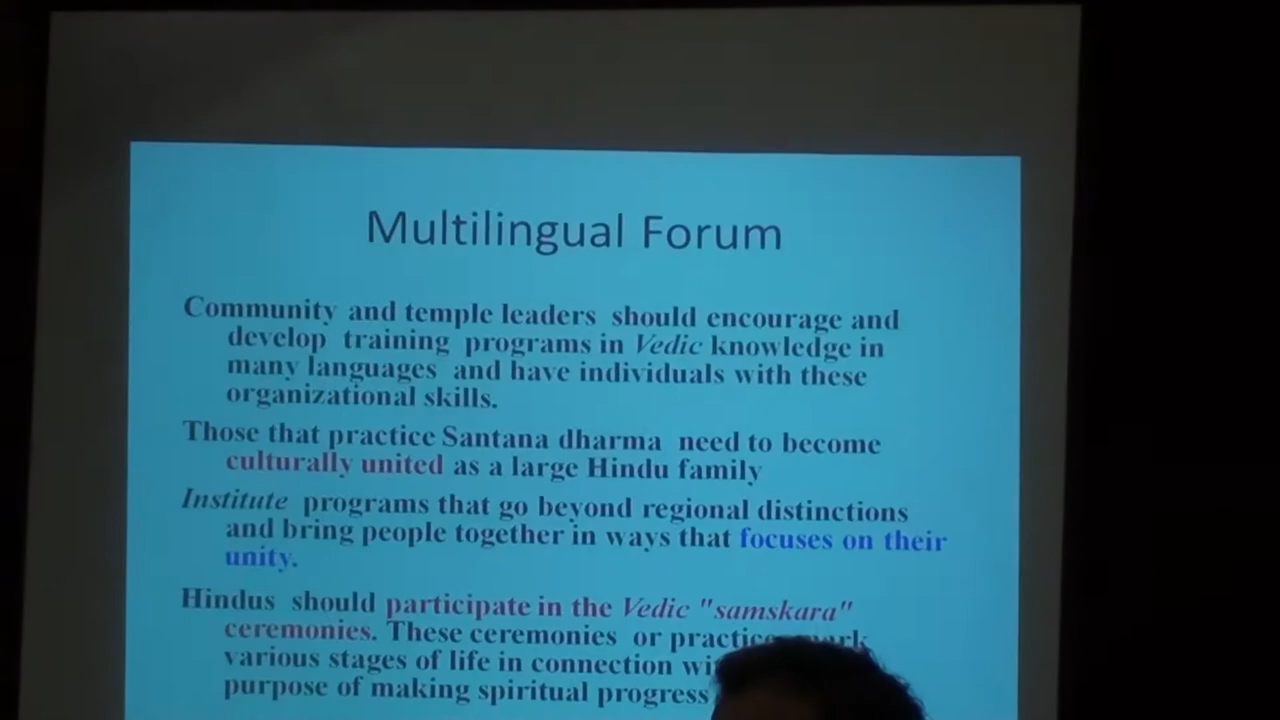 Multilingual Forum
Community and temple leaders should encourage and
develop training programs in Vedic knowledge in
many languages and have individuals with these
organizational skills.
Those that practice Santana dharma need to become
culturally united as a large Hindu family
Institute programs that go beyond regional distinctions
and bring people together in ways that focuses on their
unity.
Hindus should participate in the Vedic "samskara"
ceremonies. These ceremonies or
various stages of life in connection
purpose of making spiritual progress